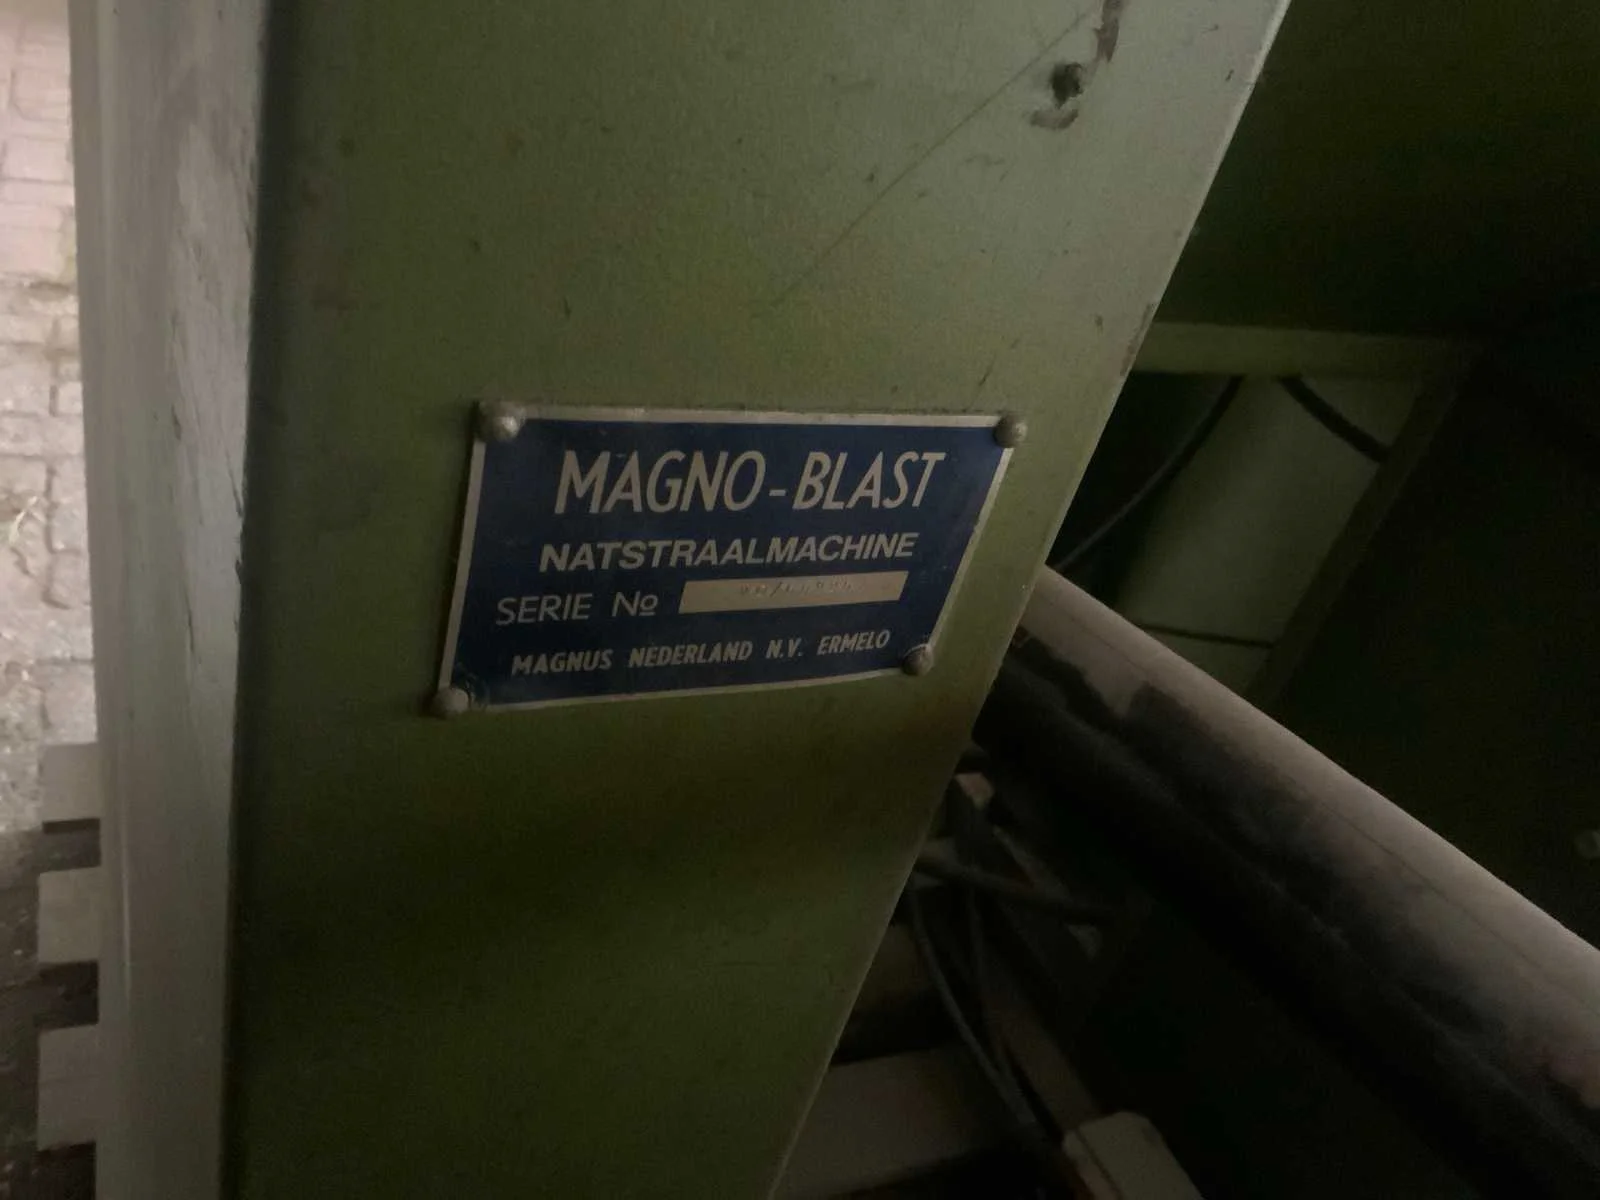 MAGNO-BLAST
NATSTRAALMACHINE
SERIE No
MAGNUS NEDERLAND N.V. ERMELO